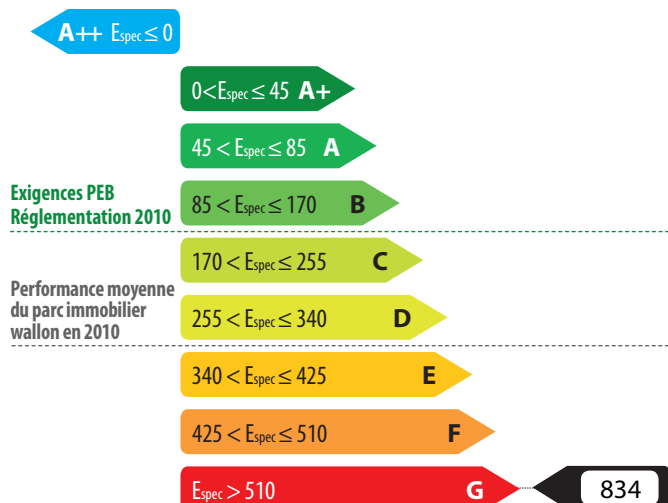 A++ Espec ≤ 0
0<Espec ≤ 45 A+
45 < Espec ≤ 85 A
Exigences PEB
Réglementation 2010
85 < Espec ≤ 170 B
170 < Espec ≤ 255 C
Performance moyenne
du parc immobilier
wallon en 2010
255 < Espec ≤ 340 D
340 < Espec ≤ 425 E
425 < Espec ≤ 510 F
Espec > 510 G 834